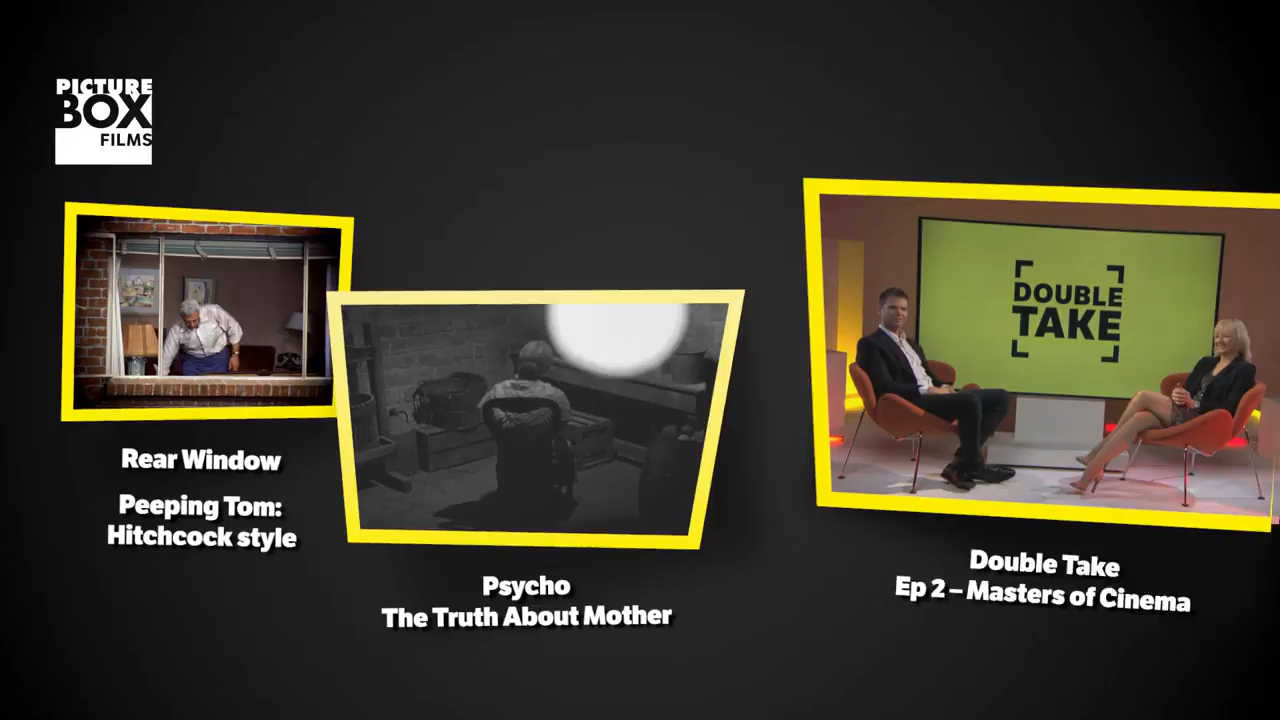 PICTURE
BOX
FILMS
Rear Window
Peeping Tom:
Hitchcock style
Psycho
The Truth About Mother
DOUBLE
TAKE
Double Take
Ep 2 – Masters of Cinema